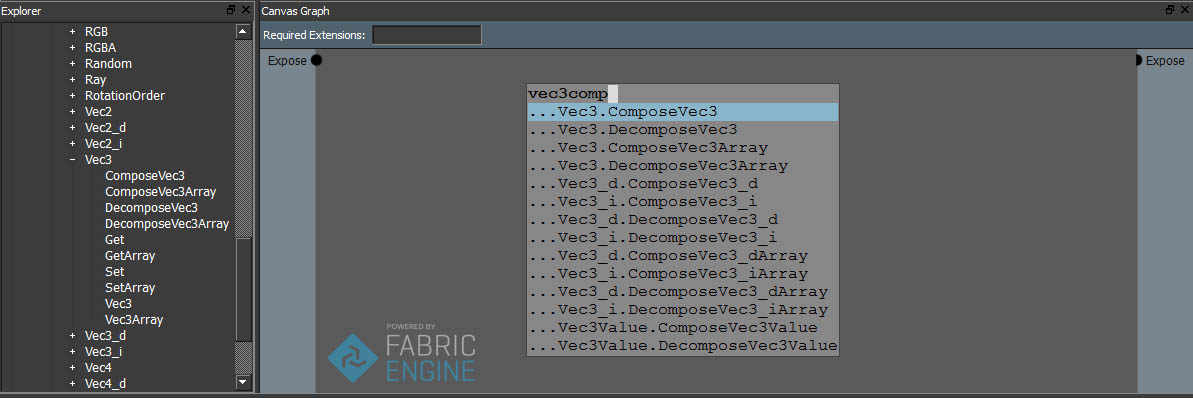 Explorer
RGB
RGBA
Random
Ray
RotationOrder
Vec2
Vec2_d
Vec2_i
Vec3
ComposeVec3
ComposeVec3Array
DecomposeVec3
DecomposeVec3Array
Get
GetArray
Set
SetArray
Vec3
Vec3Array
Vec3_d
Vec3_i
Vec4
Vec4_d
Canvas Graph
Required Extensions:
Expose
Expose
vec3comp
...Vec3.ComposeVec3
...Vec3.DecomposeVec3
...Vec3.ComposeVec3Array
...Vec3.DecomposeVec3Array
...Vec3_d.ComposeVec3_d
...Vec3_i.ComposeVec3_i
...Vec3_d.DecomposeVec3_d
...Vec3_i.DecomposeVec3_i
...Vec3_d.ComposeVec3_dArray
...Vec3_i.ComposeVec3_iArray
...Vec3_d.DecomposeVec3_dArray
...Vec3_i.DecomposeVec3_iArray
...Vec3Value.ComposeVec3Value
...Vec3Value.DecomposeVec3Value
POWERED BY
FABRIC
ENGINE